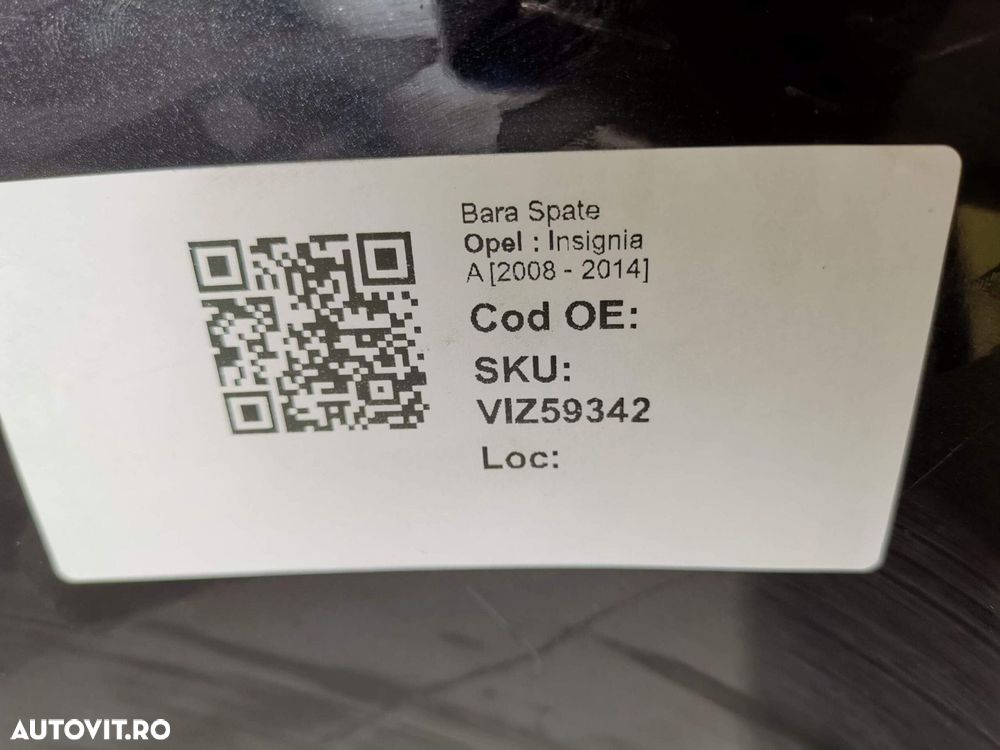 Bara Spate
Opel : Insignia
A [2008 - 2014]
Cod OE:
SKU:
VIZ59342
Loc:
AUTOVIT.RO